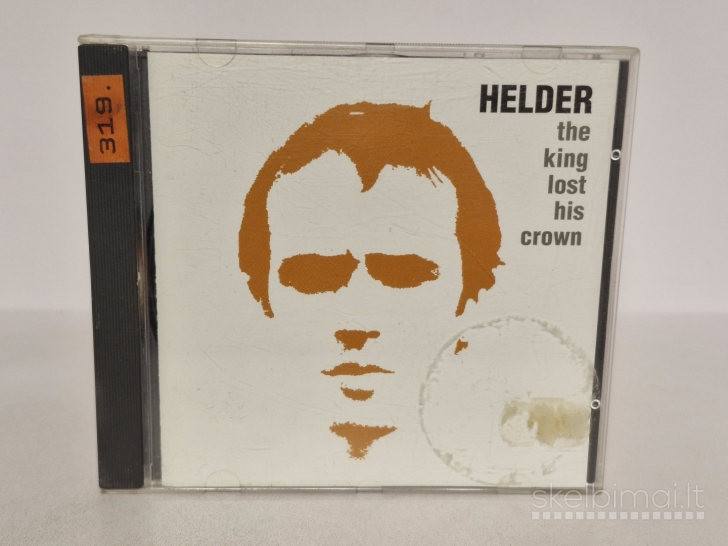 319.
HELDER
the
king
lost
his
crown
skelbimai.lt